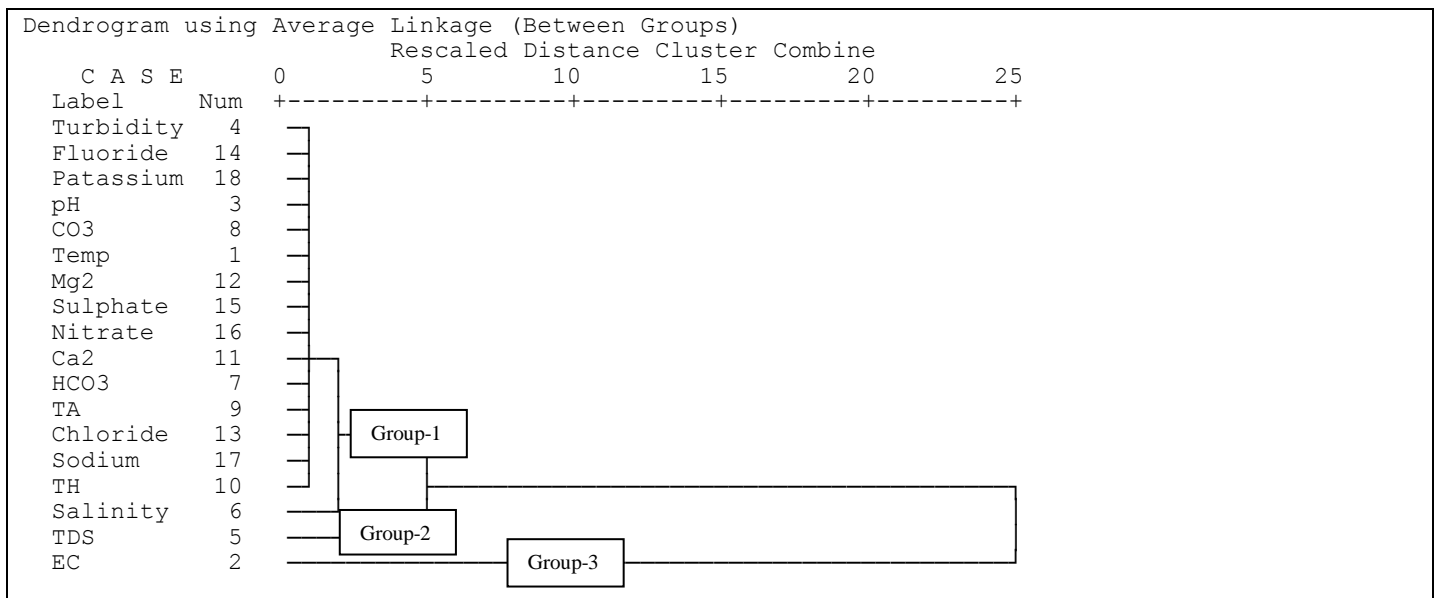 Dendrogram using Average Linkage (Between Groups)
Rescaled Distance Cluster Combine
C A S E 0 5 10 15 20 25
Label Num +---------+---------+---------+---------+---------+
Turbidity 4
Fluoride 14
Patassium 18
pH 3
CO3 8
Temp 1
Mg2 12
Sulphate 15
Nitrate 16
Ca2 11
HCO3 7
TA 9
Chloride 13 Group-1
Sodium 17
TH 10
Salinity 6
TDS 5 Group-2
EC 2 Group-3